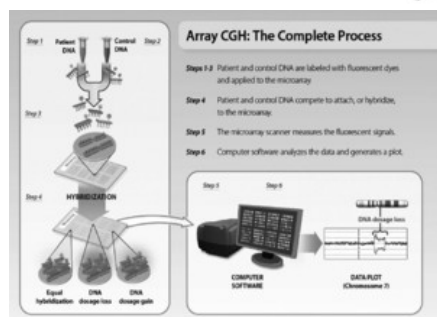 Step 1
Patient
DNA
Control
DNA
Step 2
Step 3
Step 4
HYBRIDIZATION
Equal
hybridization
DNA
dosage loss
DNA
dosage gain
Array CGH: The Complete Process
Steps 1-3 Patient and control DNA are labeled with fluorescent dyes
and applied to the microarray.
Step 4 Patient and control DNA compete to attach, or hybridize,
to the microarray.
Step 5 The microarray scanner measures the fluorescent signals.
Step 6 Computer software analyzes the data and generates a plot.
Step 5
Step 6
COMPUTER
SOFTWARE
DNA dosage loss
DATA PLOT
(Chromosome 7)